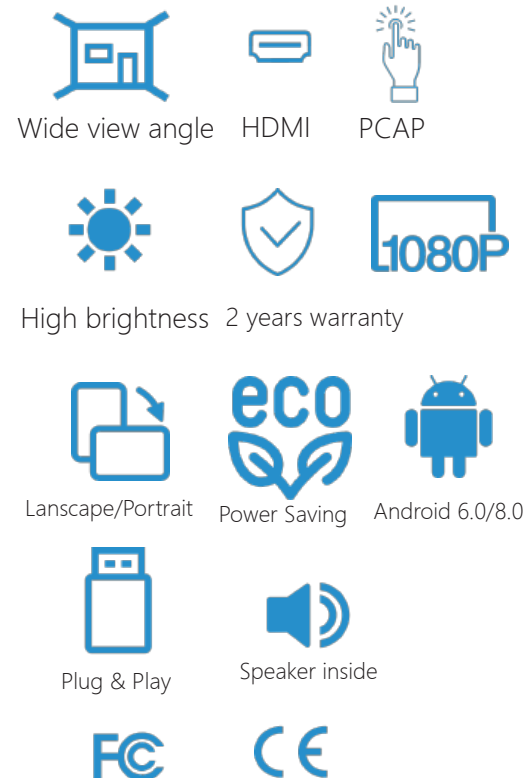 Wide view angle HDMI PCAP
1080P
High brightness 2 years warranty
eco
Lanscape/Portrait Power Saving Android 6.0/8.0
Plug & Play Speaker inside
FC CE